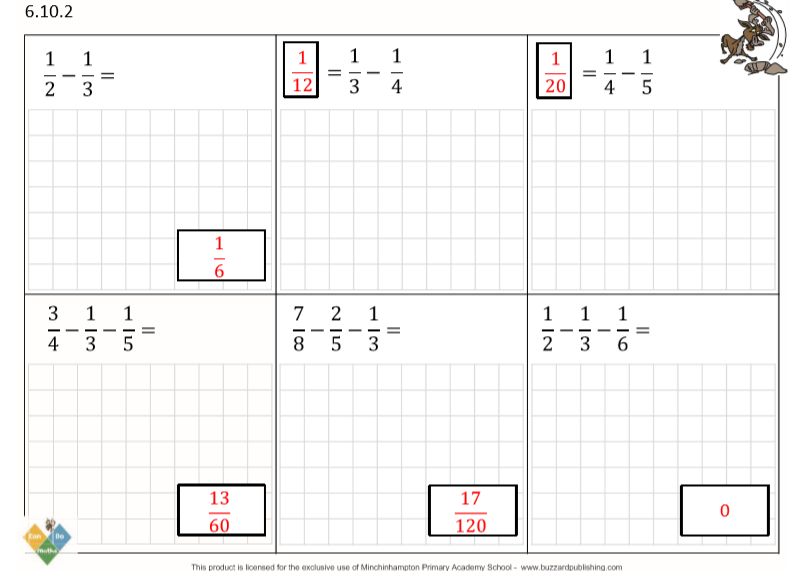 6.10.2
1/2 − 1/3 =
1/6
1/12 = 1/3 − 1/4
1/20 = 1/4 − 1/5
3/4 − 1/3 − 1/5 =
13/60
7/8 − 2/5 − 1/3 =
17/120
1/2 − 1/3 − 1/6 =
0
Can Do
maths
This product is licensed for the exclusive use of Minchinhampton Primary Academy School - www.buzzardpublishing.com